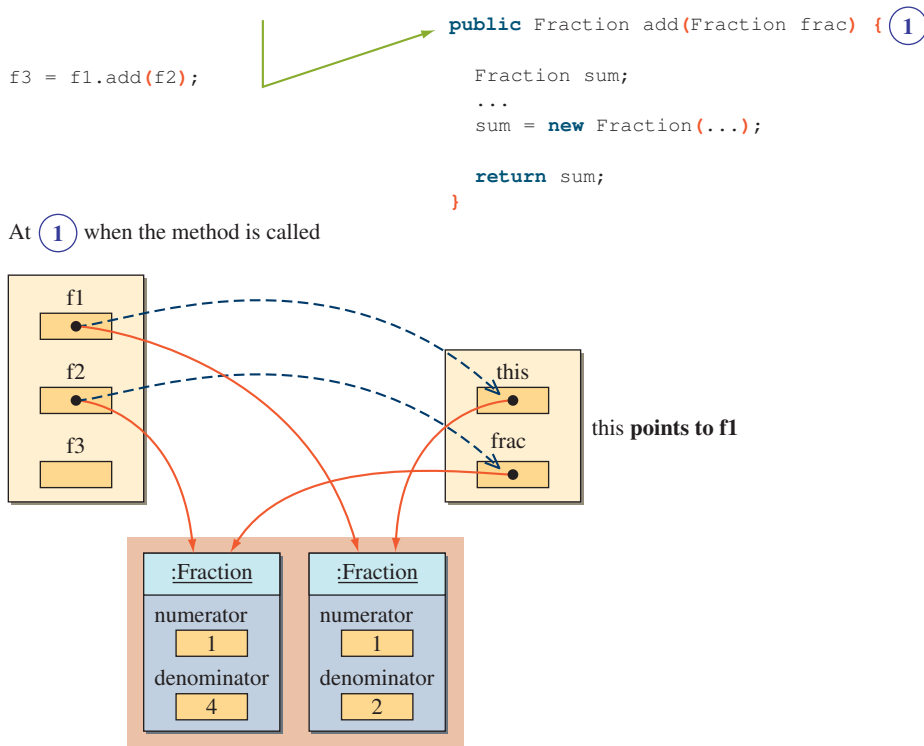 public Fraction add(Fraction frac) { 1
f3 = f1.add(f2);
Fraction sum;
...
sum = new Fraction(...);
return sum;
}
At 1 when the method is called
f1
f2
f3
this
frac
this points to f1
:Fraction
numerator
1
denominator
4
:Fraction
numerator
1
denominator
2